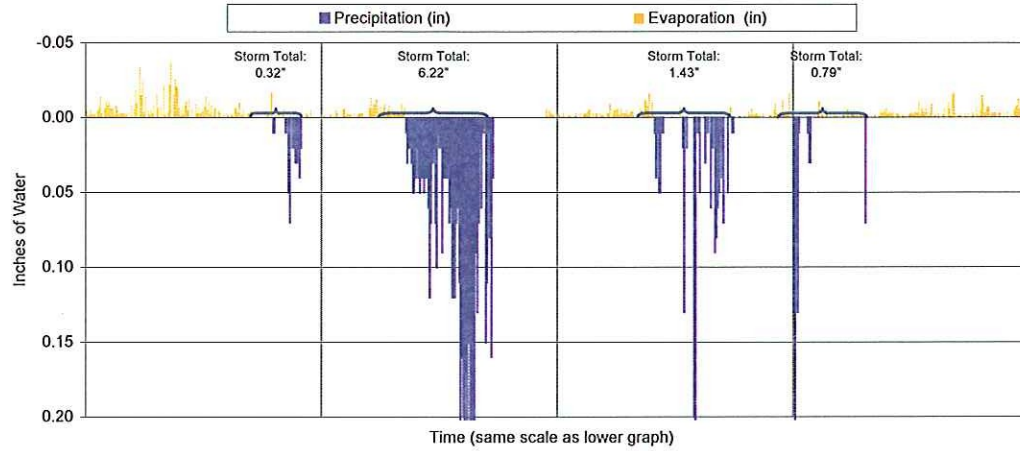 Precipitation (in) Evaporation (in)
-0.05
Storm Total: Storm Total: Storm Total: Storm Total:
0.32" 6.22" 1.43" 0.79"
0.00
0.05
0.10
0.15
0.20
Inches of Water
Time (same scale as lower graph)